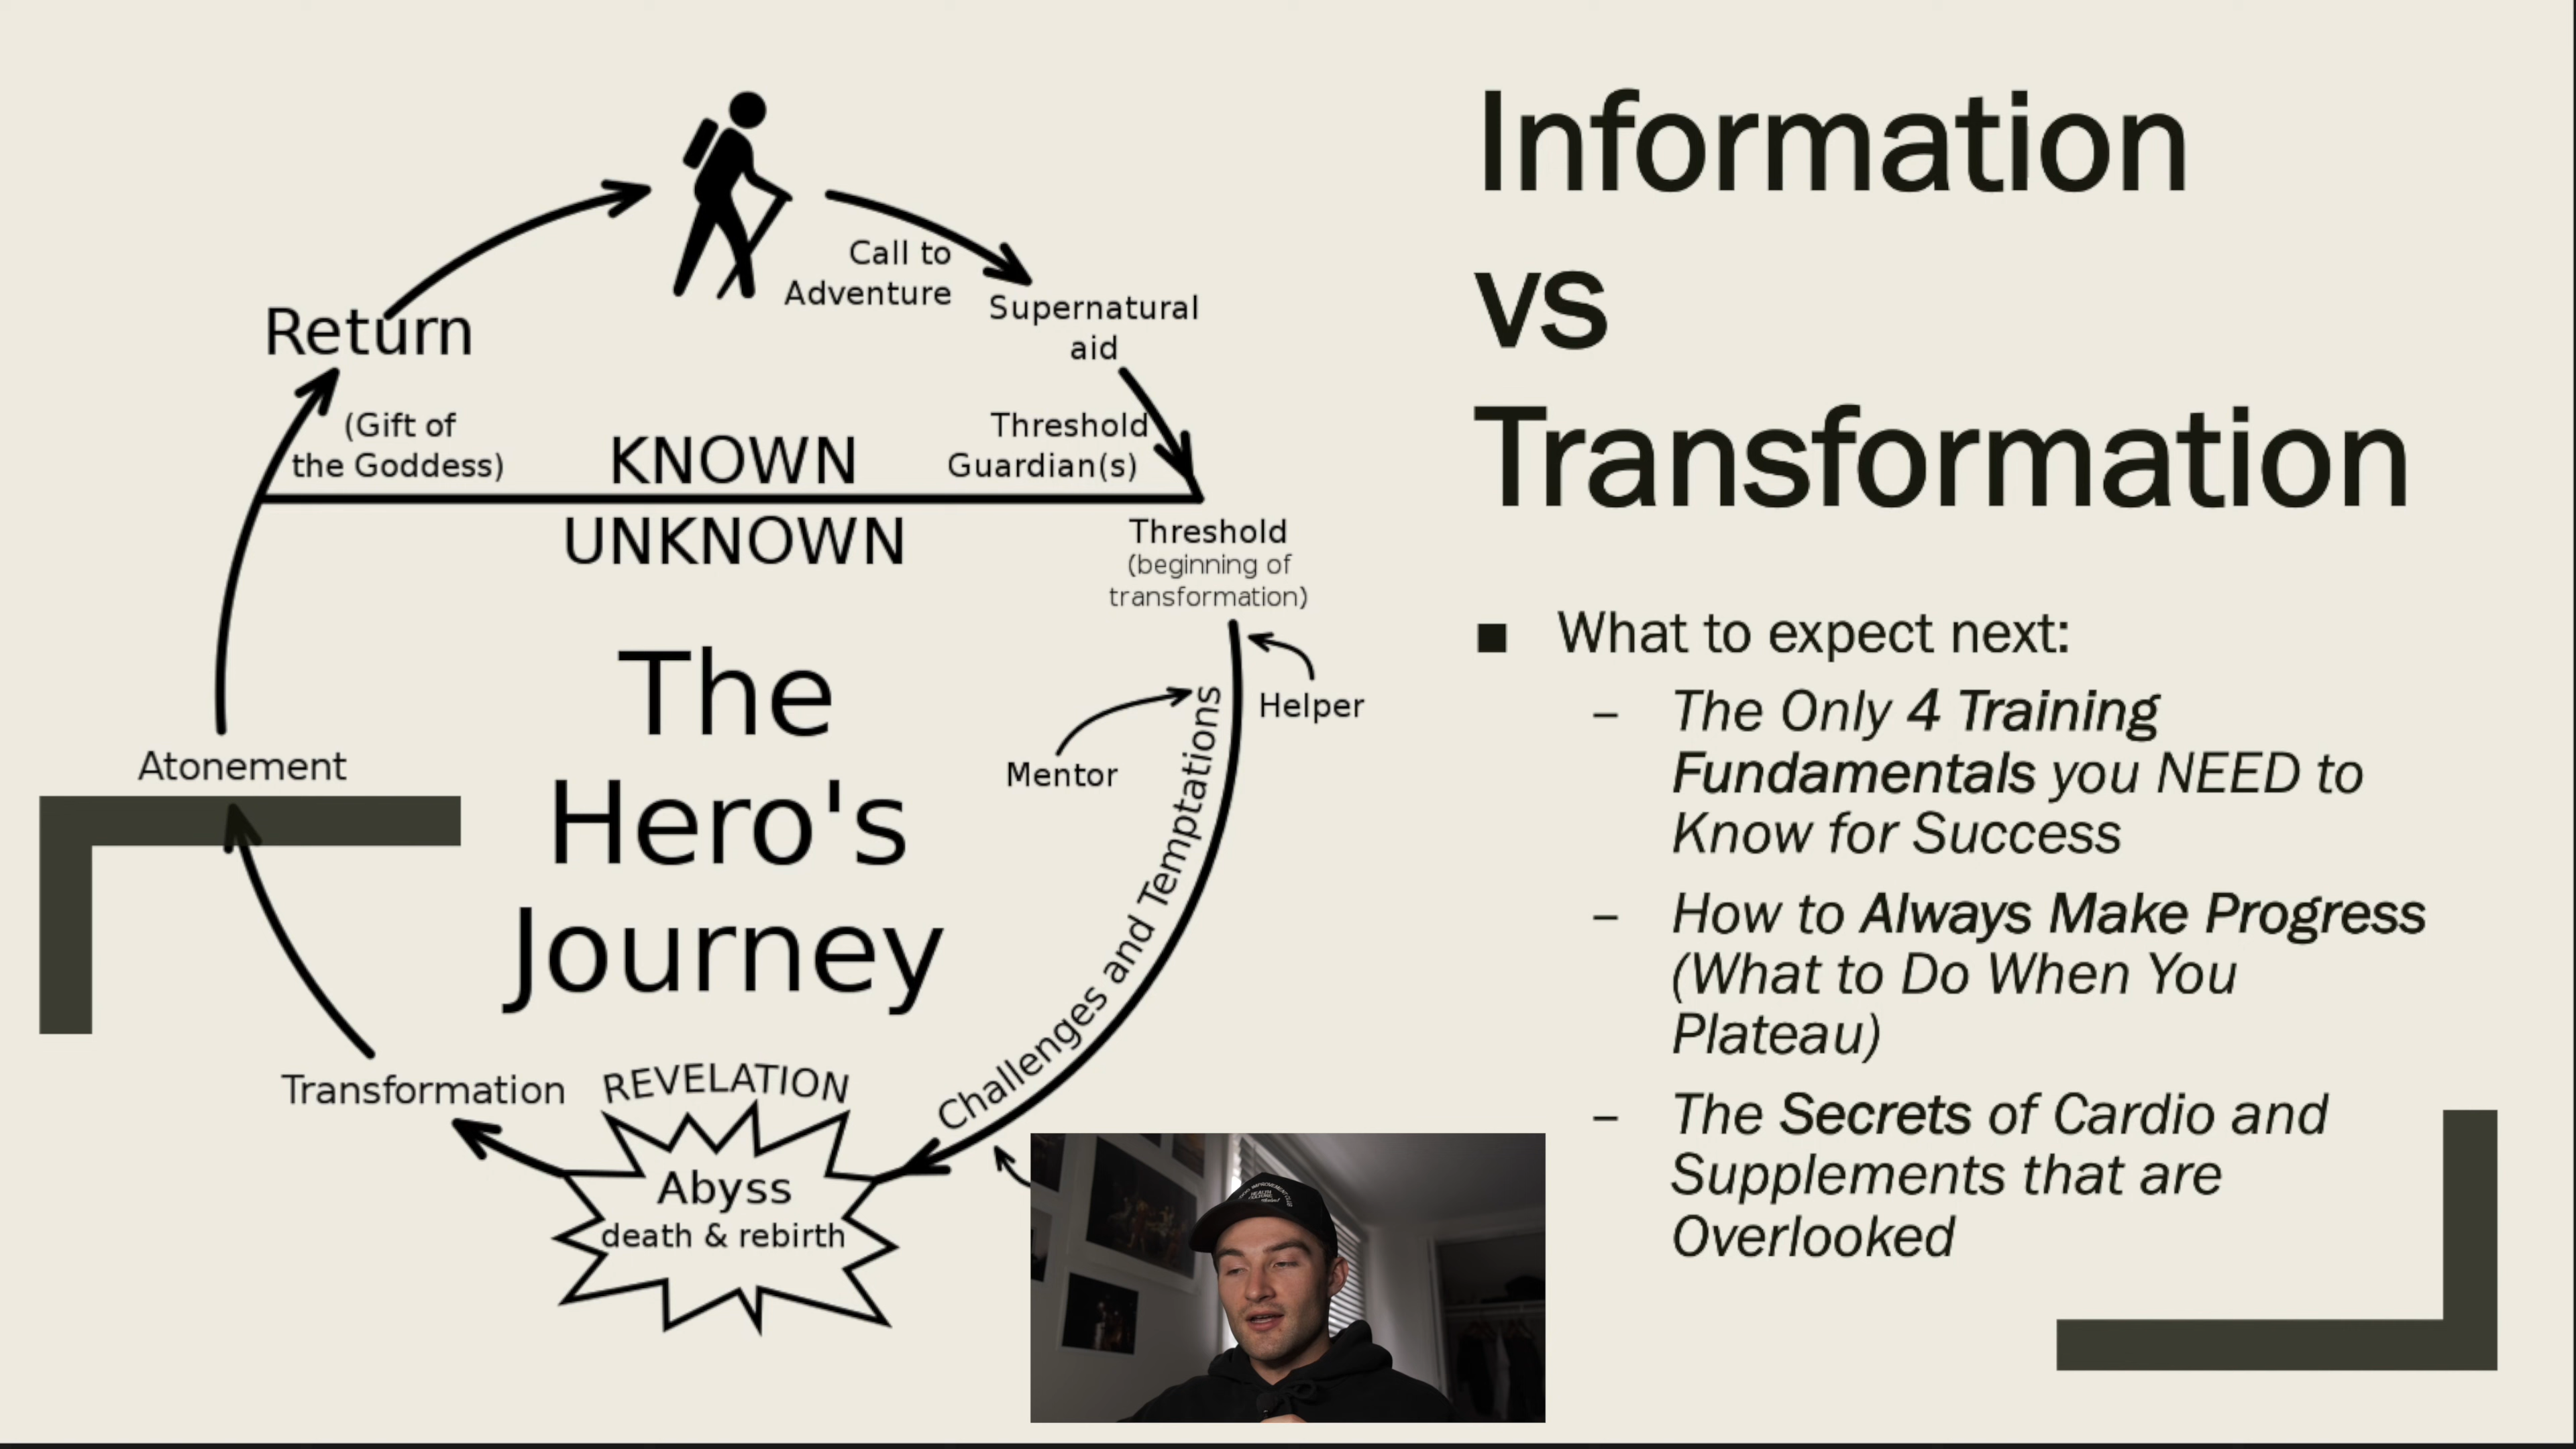 Information
vs
Transformation
Call to
Adventure
Supernatural
aid
Return
(Gift of
the Goddess)
KNOWN
Threshold
Guardian(s)
UNKNOWN
Threshold
(beginning of
transformation)
Helper
Mentor
Challenges and Temptations
The
Hero's
Journey
Atonement
Transformation
REVELATION
Abyss
death & rebirth
■ What to expect next:
– The Only 4 Training
Fundamentals you NEED to
Know for Success
– How to Always Make Progress
(What to Do When You
Plateau)
– The Secrets of Cardio and
Supplements that are
Overlooked